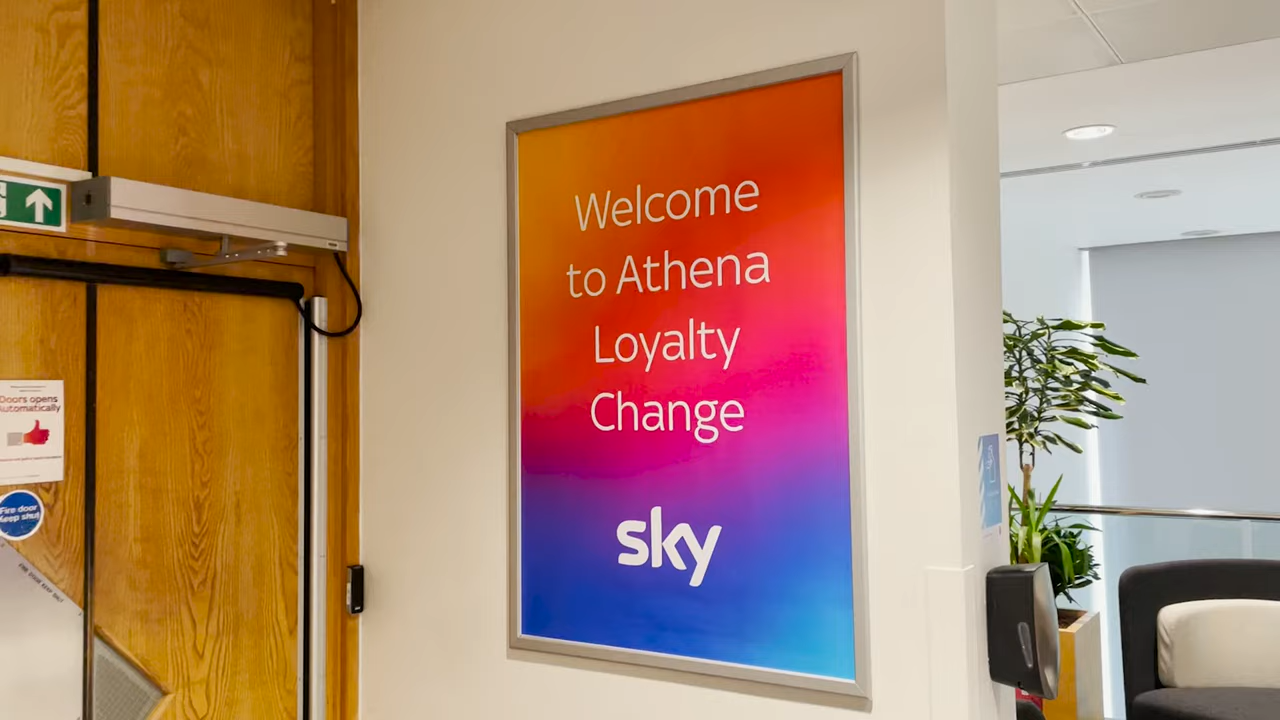 Doors opens
Automatically
Fire door
Keep shut
Welcome
to Athena
Loyalty
Change
sky